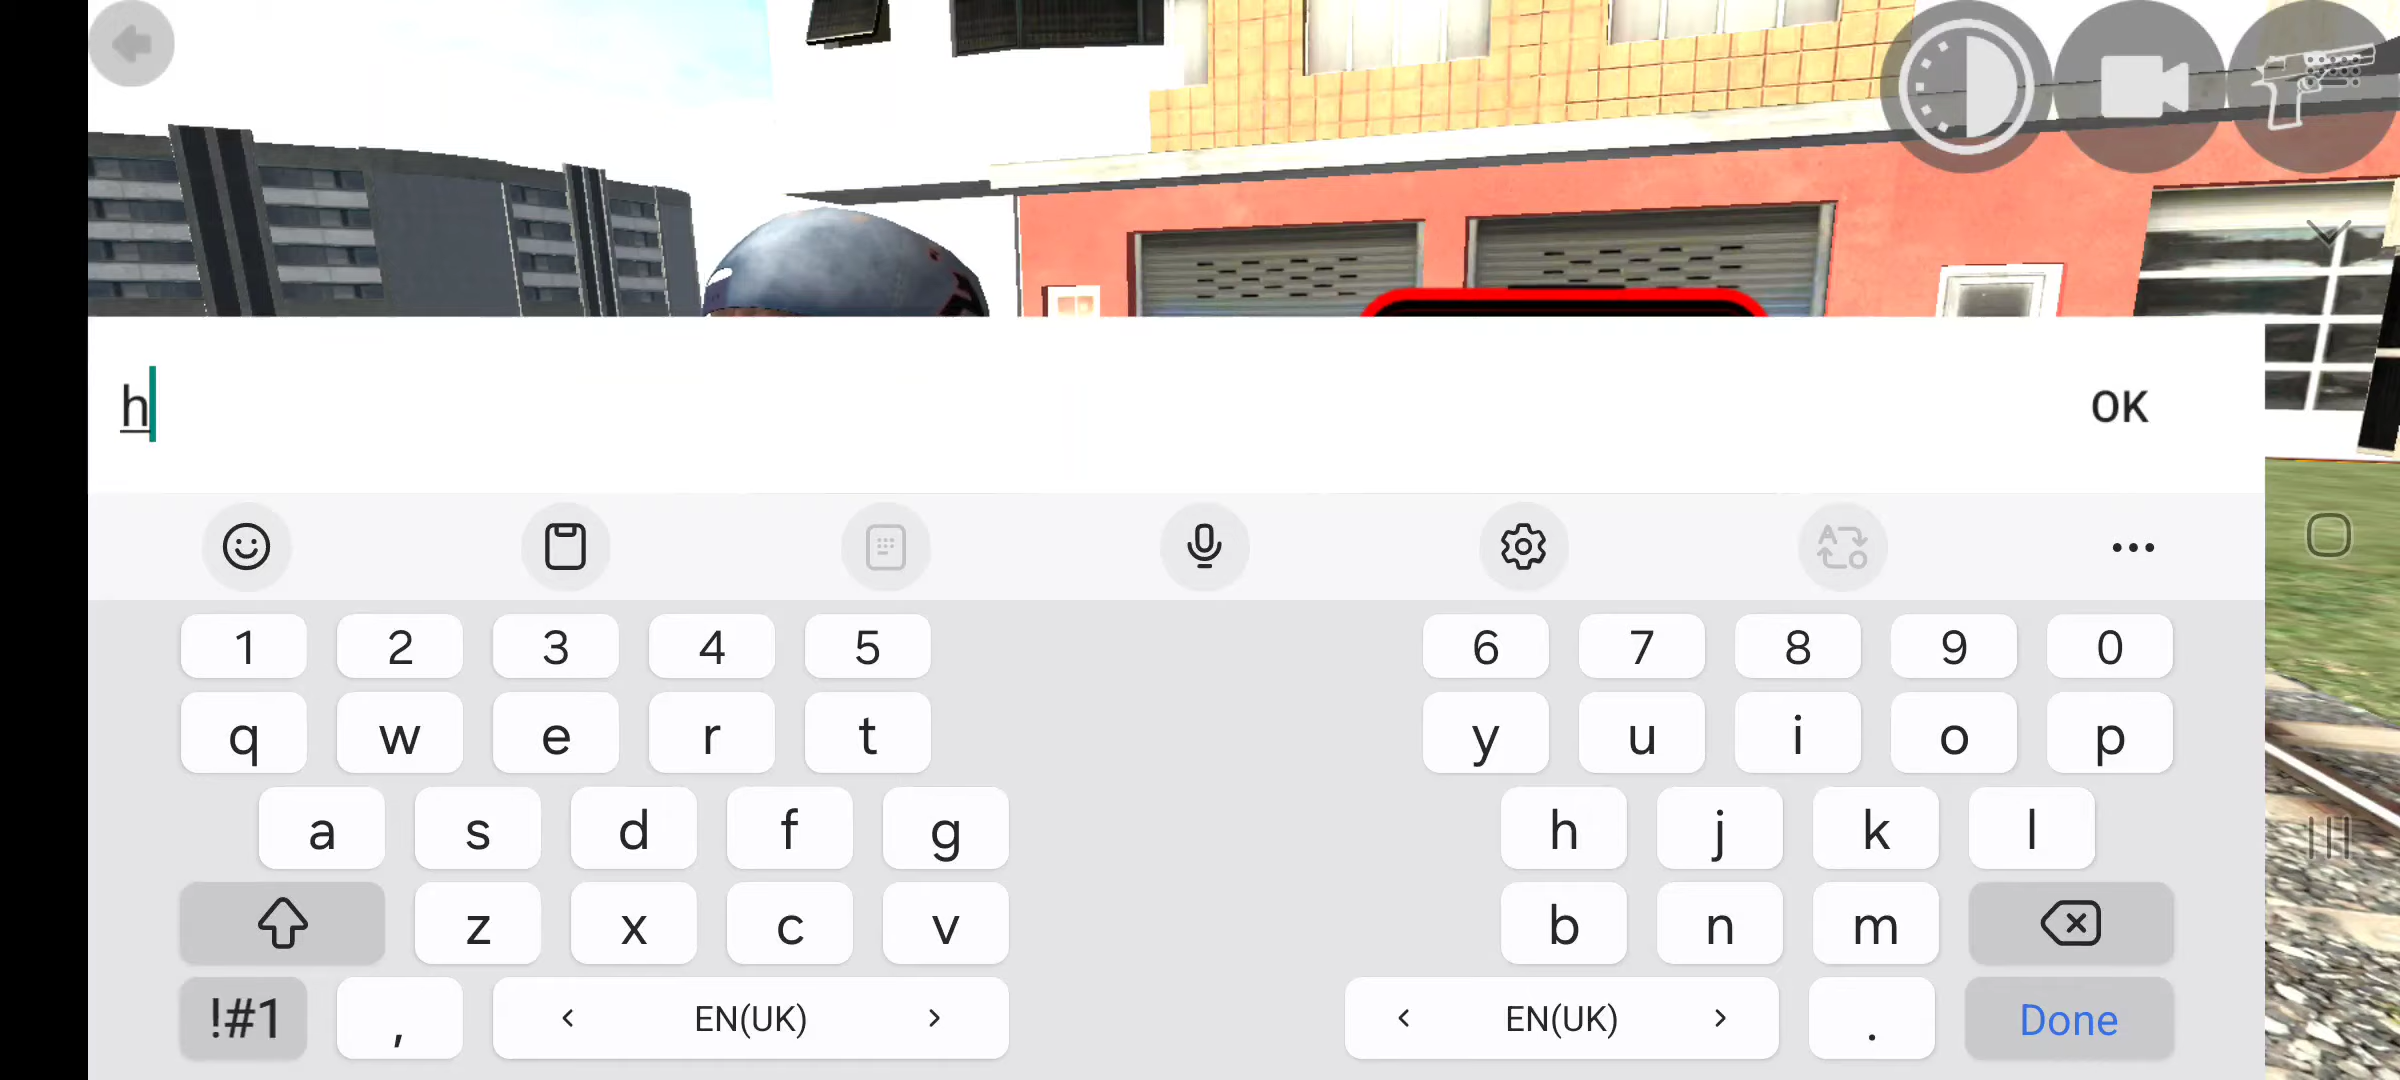 h
OK
1 2 3 4 5 6 7 8 9 0
q w e r t y u i o p
a s d f g h j k l
z x c v b n m
!#1 , < EN(UK) > < EN(UK) > . Done